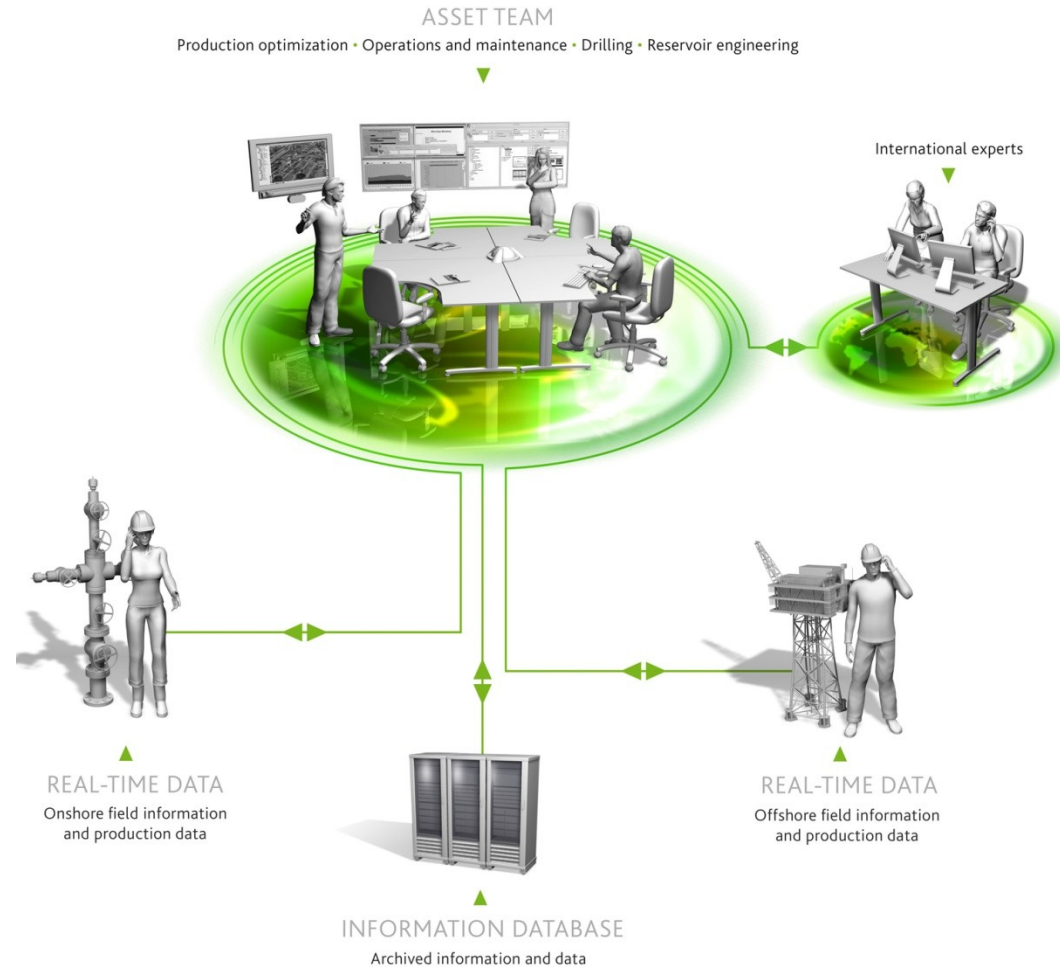 ASSET TEAM
Production optimization • Operations and maintenance • Drilling • Reservoir engineering
International experts
REAL-TIME DATA
Onshore field information
and production data
REAL-TIME DATA
Offshore field information
and production data
INFORMATION DATABASE
Archived information and data